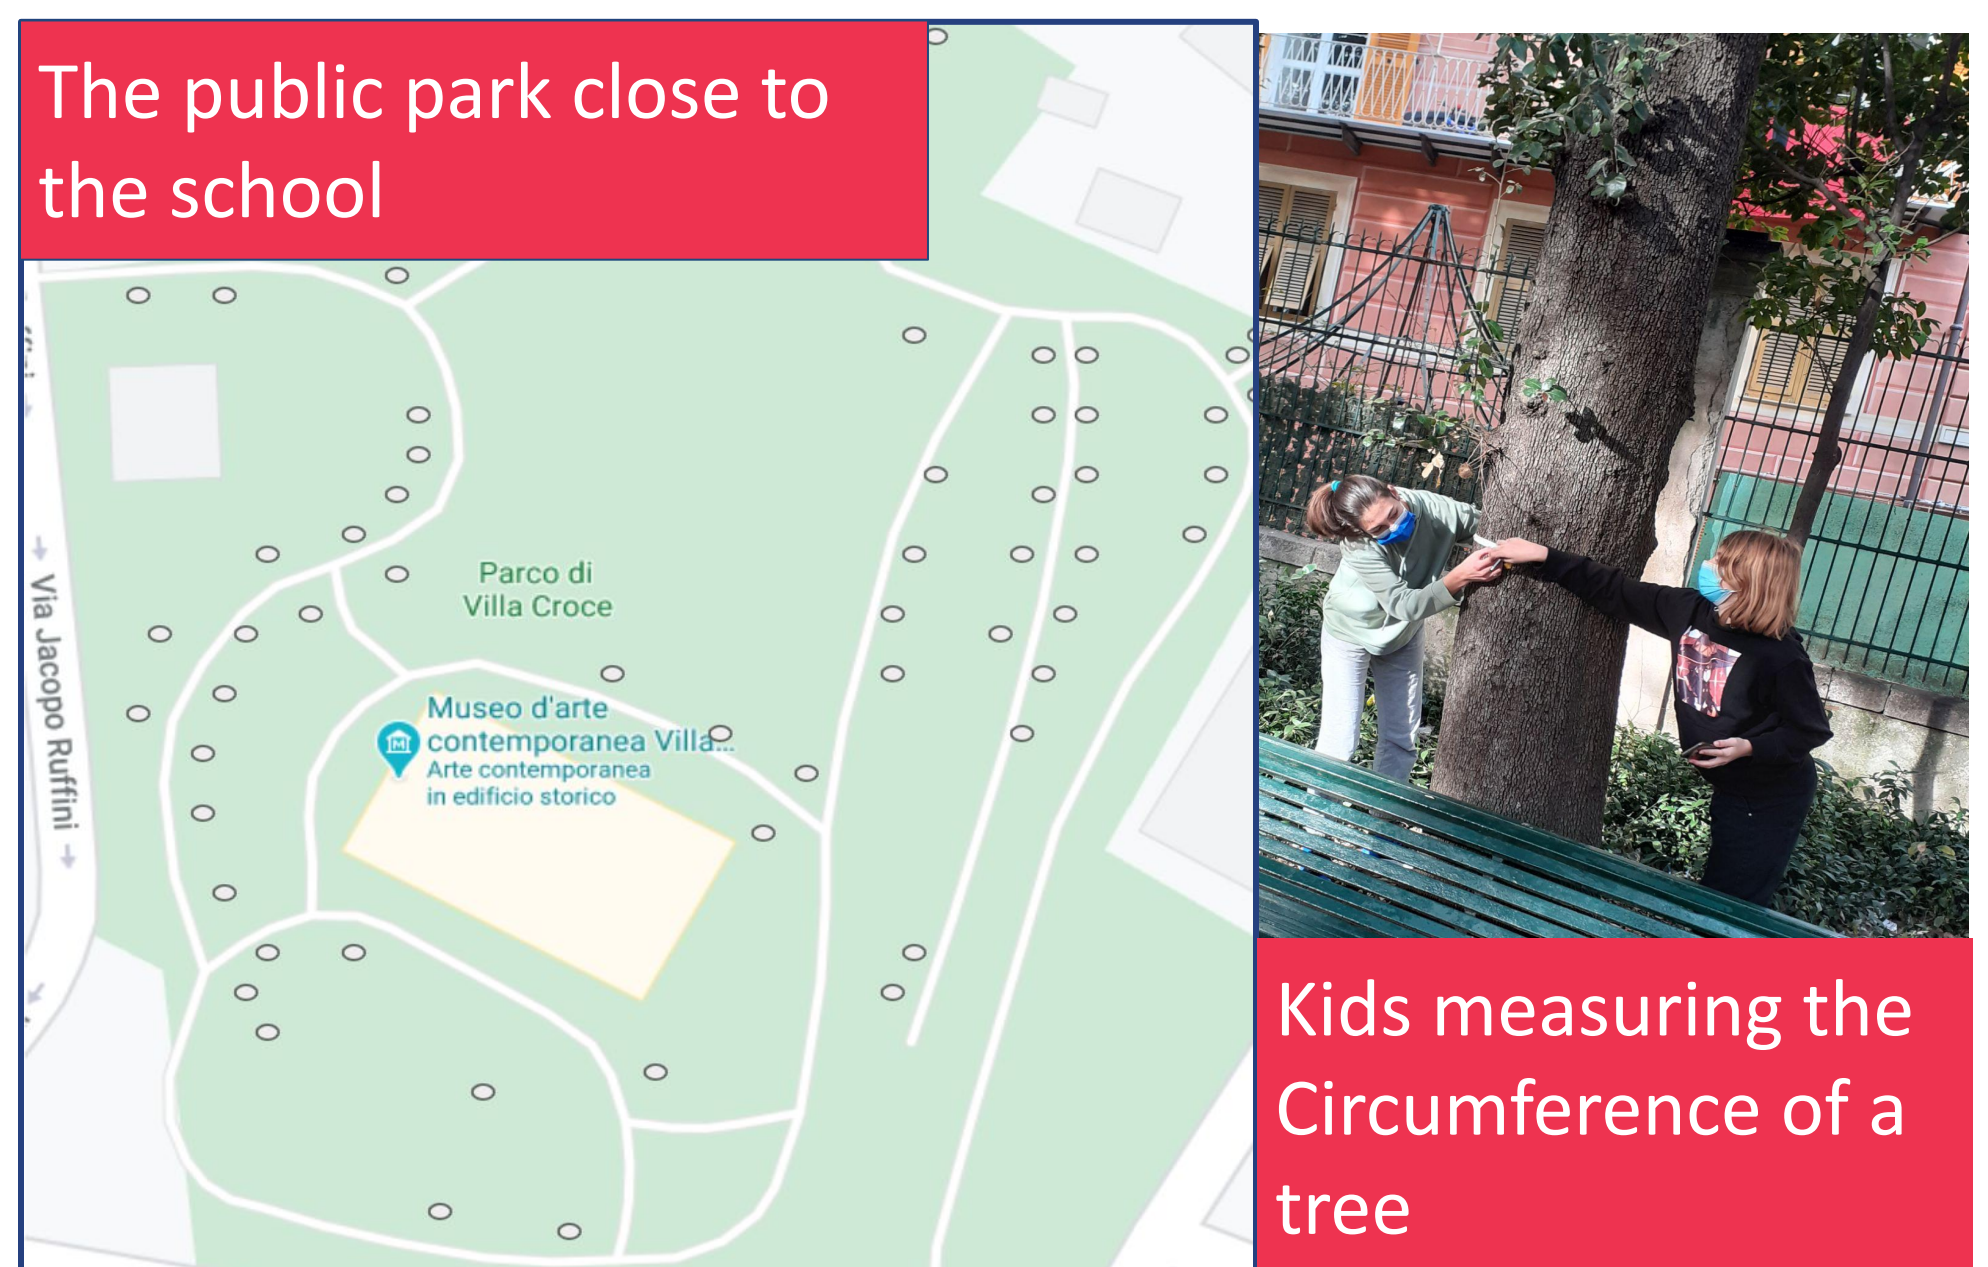 The public park close to
the school
Parco di
Villa Croce
Museo d'arte
contemporanea Villa...
Arte contemporanea
in edificio storico
Via Jacopo Ruffini
Kids measuring the
Circumference of a
tree